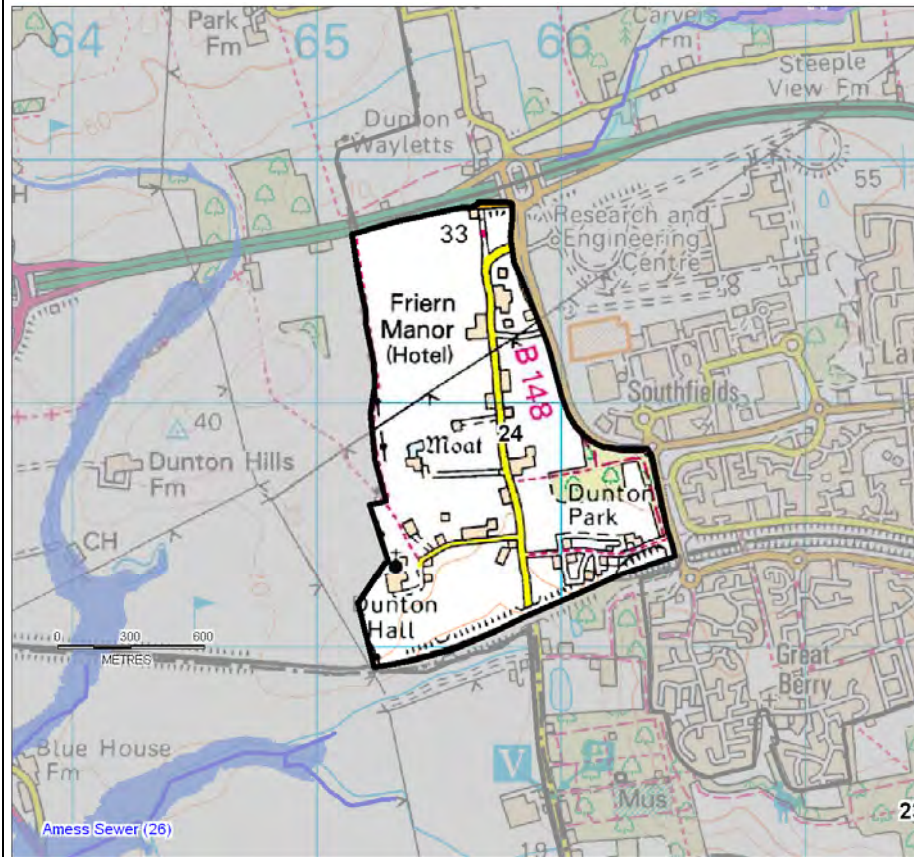 64
Park
Fm
65
66
Carvers
Fm
Steeple
View Fm
Dunton
Wayletts
55
H
33
Research and
Engineering
Centre
Friern
Manor
(Hotel)
B 148
Southfields
La
40
Moat
24
Dunton Hills
Fm
Dunton
Park
CH
Dunton
Hall
0 300 600
METRES
Great
Berry
Blue House
Fm
V
Mus
Amess Sewer (26)
19
23